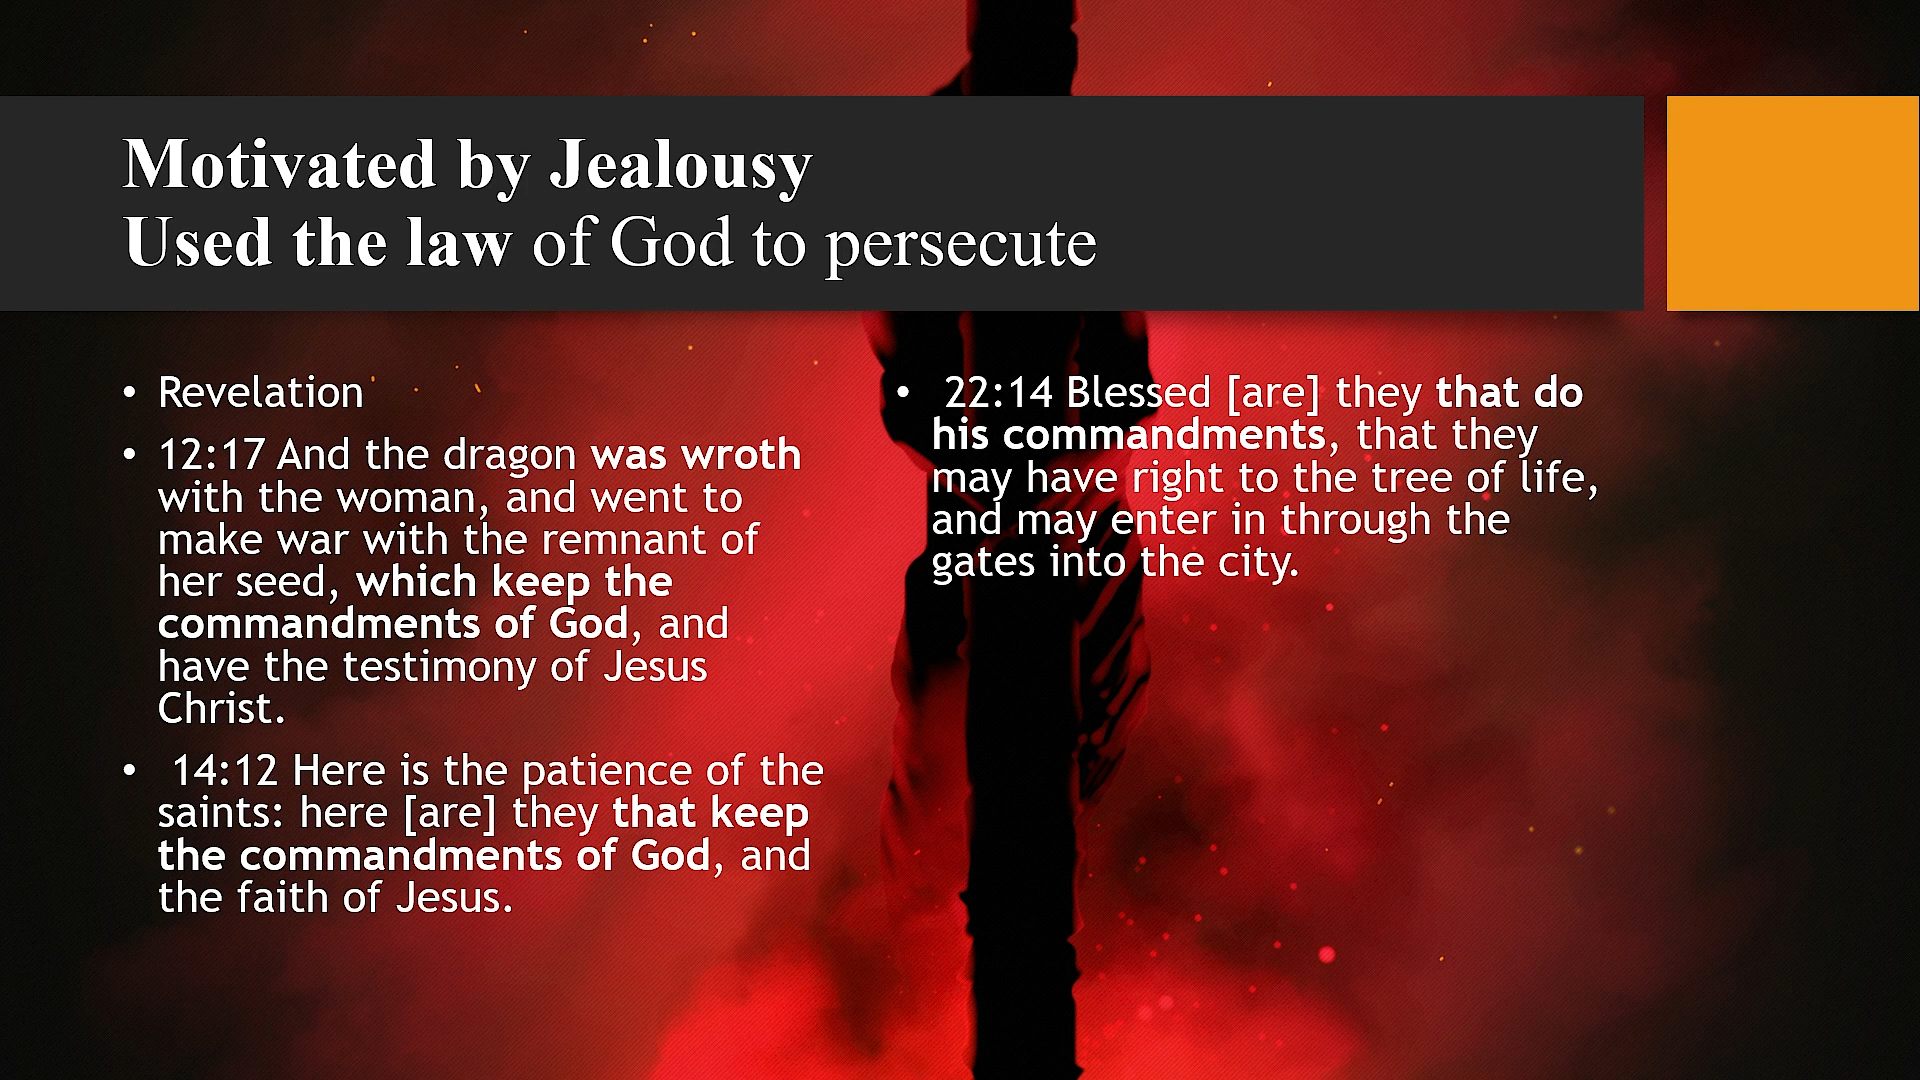 Motivated by Jealousy
Used the law of God to persecute
• Revelation
• 12:17 And the dragon was wroth
with the woman, and went to
make war with the remnant of
her seed, which keep the
commandments of God, and
have the testimony of Jesus
Christ.
• 14:12 Here is the patience of the
saints: here [are] they that keep
the commandments of God, and
the faith of Jesus.
• 22:14 Blessed [are] they that do
his commandments, that they
may have right to the tree of life,
and may enter in through the
gates into the city.